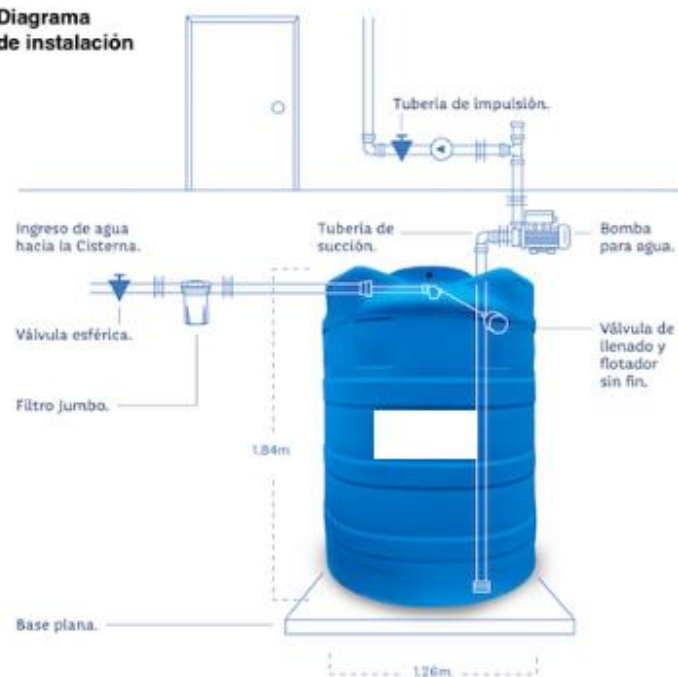 Diagrama
de instalación
Tubería de impulsión.
Ingreso de agua
hacia la Cisterna.
Tubería de
succión.
Bomba
para agua.
Válvula esférica.
Válvula de
llenado y
flotador
sin fin.
Filtro Jumbo.
1.84m
Base plana.
1.26m